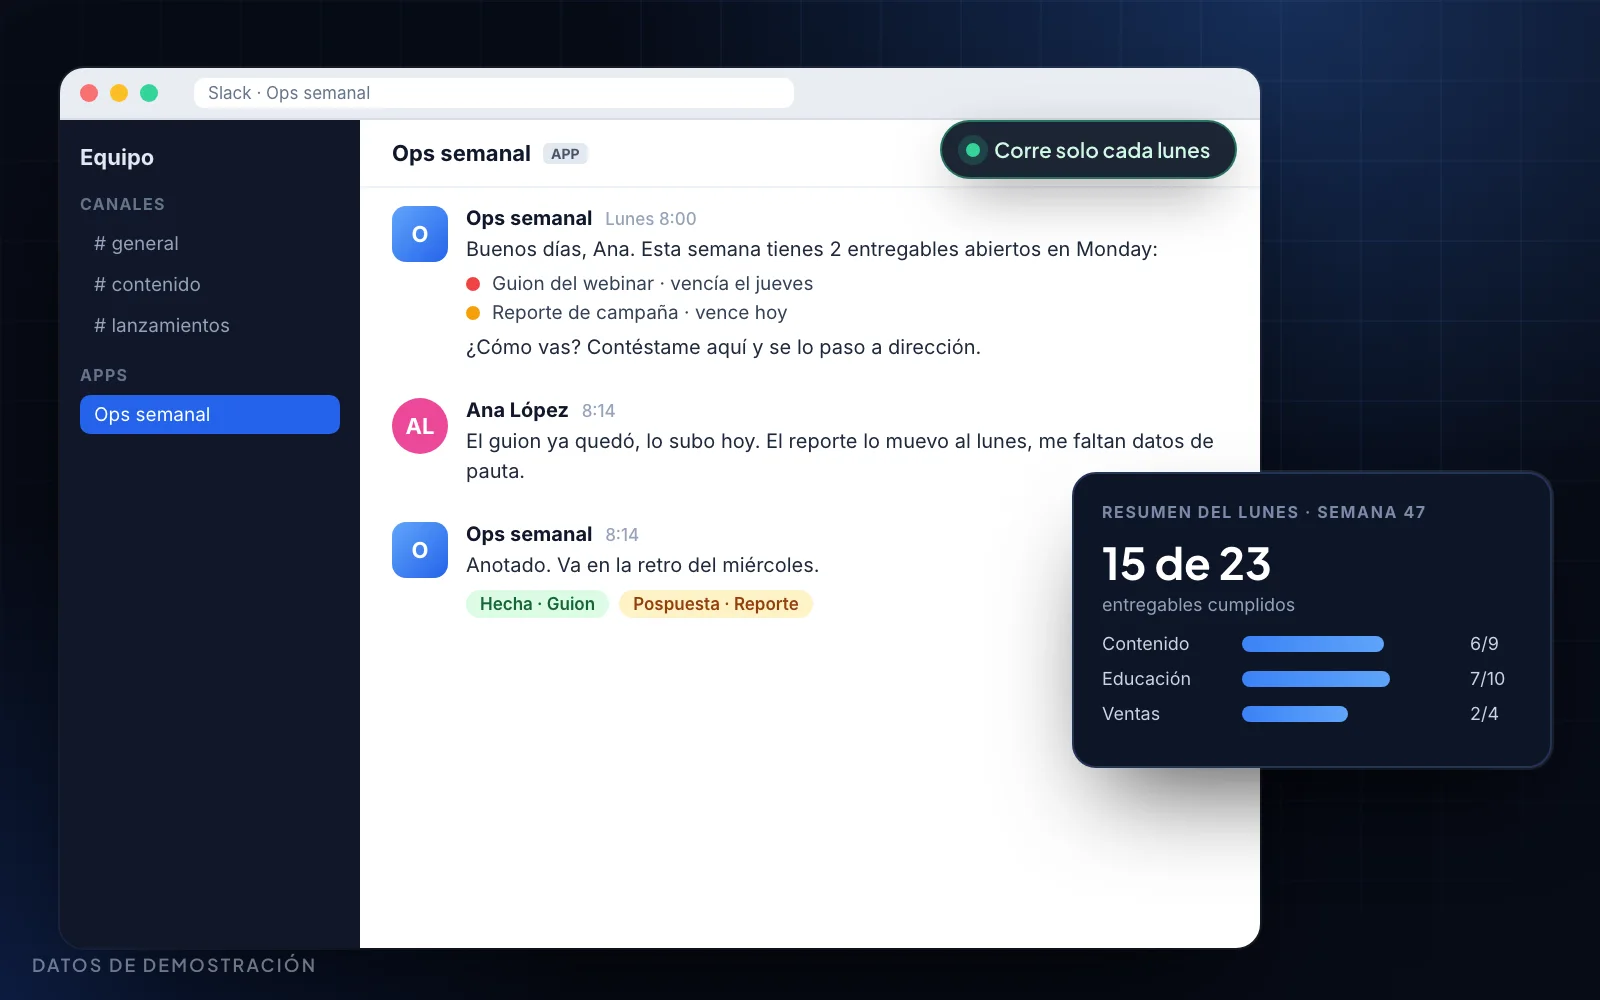 Slack · Ops semanal
Equipo
CANALES
# general
# contenido
# lanzamientos
APPS
Ops semanal
Ops semanal APP
Corre solo cada lunes
O
Ops semanal Lunes 8:00
Buenos días, Ana. Esta semana tienes 2 entregables abiertos en Monday:
Guion del webinar · vencía el jueves
Reporte de campaña · vence hoy
¿Cómo vas? Contéstame aquí y se lo paso a dirección.
AL
Ana López 8:14
El guion ya quedó, lo subo hoy. El reporte lo muevo al lunes, me faltan datos de
pauta.
O
Ops semanal 8:14
Anotado. Va en la retro del miércoles.
Hecha · Guion
Pospuesta · Reporte
RESUMEN DEL LUNES · SEMANA 47
15 de 23
entregables cumplidos
Contenido 6/9
Educación 7/10
Ventas 2/4
DATOS DE DEMOSTRACIÓN